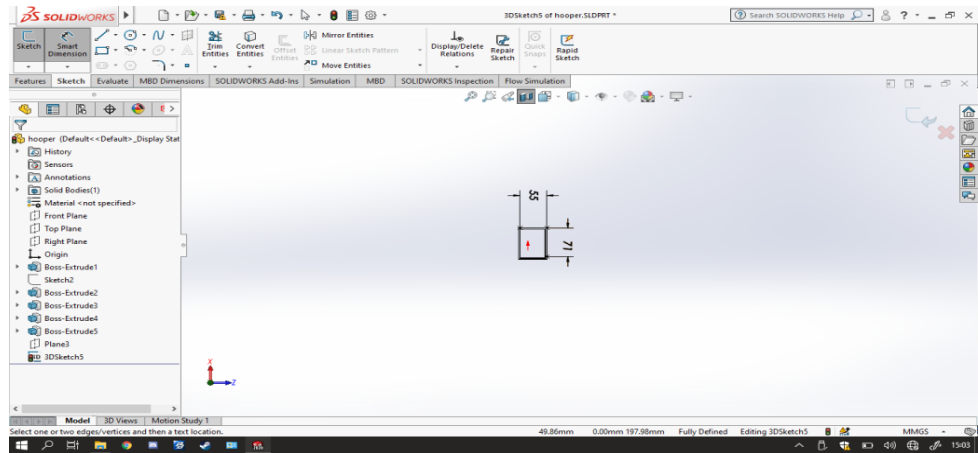 SOLIDWORKS
3DSketch5 of hooper.SLDPRT *
Search SOLIDWORKS Help
Sketch
Smart Dimension
Trim Entities
Convert Entities
Offset Entities
Mirror Entities
Linear Sketch Pattern
Move Entities
Display/Delete Relations
Repair Sketch
Quick Snaps
Rapid Sketch
Features Sketch Evaluate MBD Dimensions SOLIDWORKS Add-Ins Simulation MBD SOLIDWORKS Inspection Flow Simulation
hooper (Default<<Default>_Display Stat
History
Sensors
Annotations
Solid Bodies(1)
Material <not specified>
Front Plane
Top Plane
Right Plane
Origin
Boss-Extrude1
Sketch2
Boss-Extrude2
Boss-Extrude3
Boss-Extrude4
Boss-Extrude5
Plane3
3D 3DSketch5
55
71
X
Z
Model 3D Views Motion Study 1
Select one or two edges/vertices and then a text location.
49.86mm 0.00mm 197.98mm Fully Defined Editing 3DSketch5 MMGS
15:03